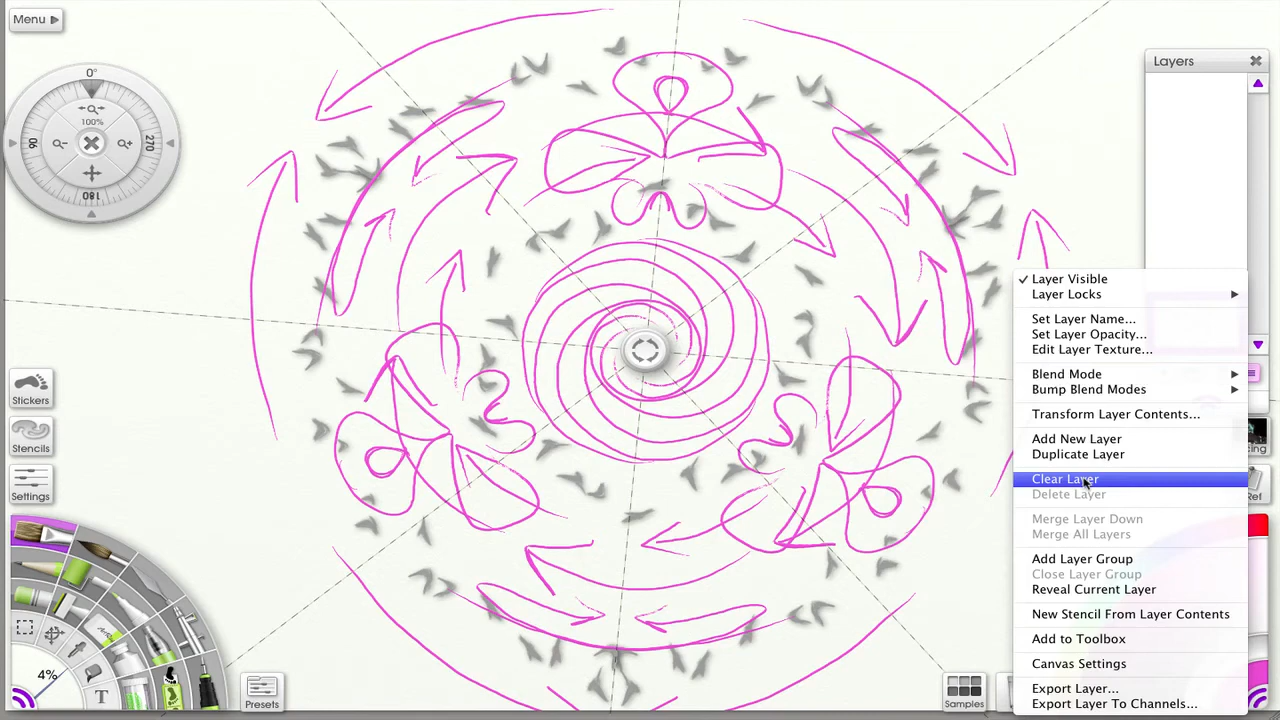 Menu
0°
100%
90
270
180
Layers
Layer Visible
Layer Locks
Set Layer Name...
Set Layer Opacity...
Edit Layer Texture...
Blend Mode
Bump Blend Modes
Transform Layer Contents...
Add New Layer
Duplicate Layer
Clear Layer
Delete Layer
Merge Layer Down
Merge All Layers
Add Layer Group
Close Layer Group
Reveal Current Layer
New Stencil From Layer Contents
Add to Toolbox
Canvas Settings
Export Layer...
Export Layer To Channels...
Stickers
Stencils
Settings
4%
T
Presets
Samples
cing
Ref